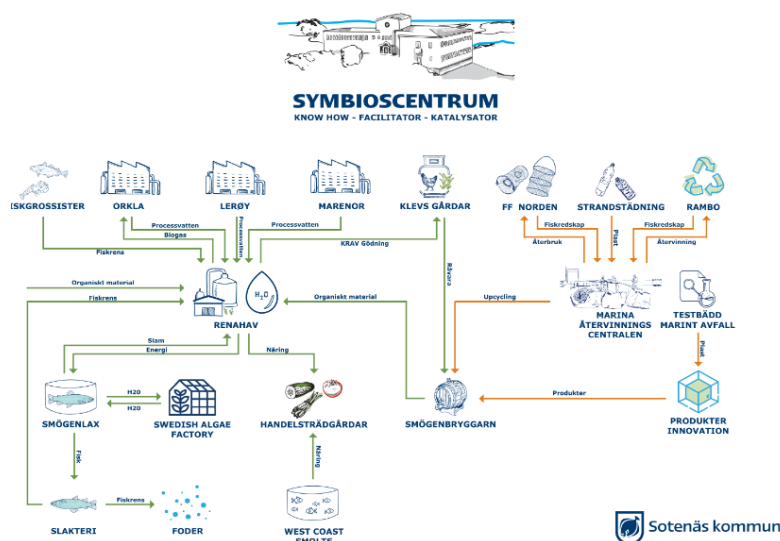 SYMBIOSCENTRUM
KNOW HOW - FACILITATOR - KATALYSATOR
ISKGROSSISTER
ORKLA
LERØY
MARENOR
KLEVS GÅRDAR
FF NORDEN
STRANDSTÄDNING
RAMBO
Processvatten
Biogas
Processvatten
Processvatten
Fiskrens
KRAV Gödning
Fiskredskap
Återbruk
Plast
Fiskredskap
Återvinning
Råvara
Organiskt material
Fiskrens
H₂O
RENAHAV
Organiskt material
Upcycling
MARINA
ÅTERVINNINGS
CENTRALEN
TESTBÄDD
MARINT AVFALL
Slam
Energi
Näring
Plast
H2O
H2O
SMÖGENLAX
SWEDISH ALGAE
FACTORY
HANDELSTRÄDGÅRDAR
SMÖGENBRYGGARN
Produkter
PRODUKTER
INNOVATION
Fisk
Näring
Fiskrens
SLAKTERI
FODER
WEST COAST
SMOLTS
Sotenäs kommun